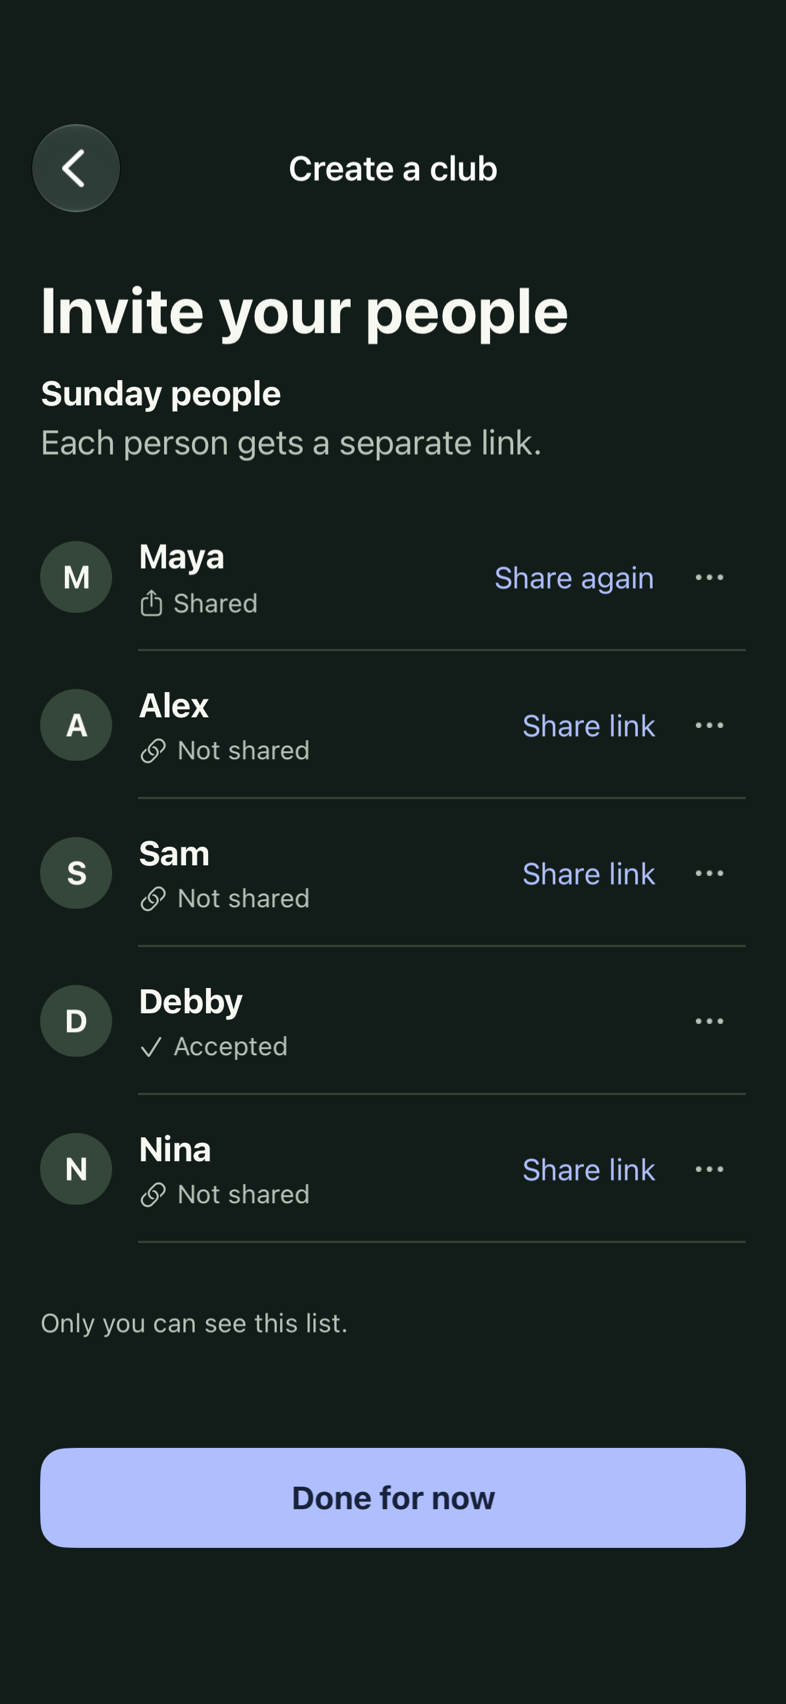 Create a club
Invite your people
Sunday people
Each person gets a separate link.
M
Maya
Shared
Share again
A
Alex
Not shared
Share link
S
Sam
Not shared
Share link
D
Debby
Accepted
N
Nina
Not shared
Share link
Only you can see this list.
Done for now